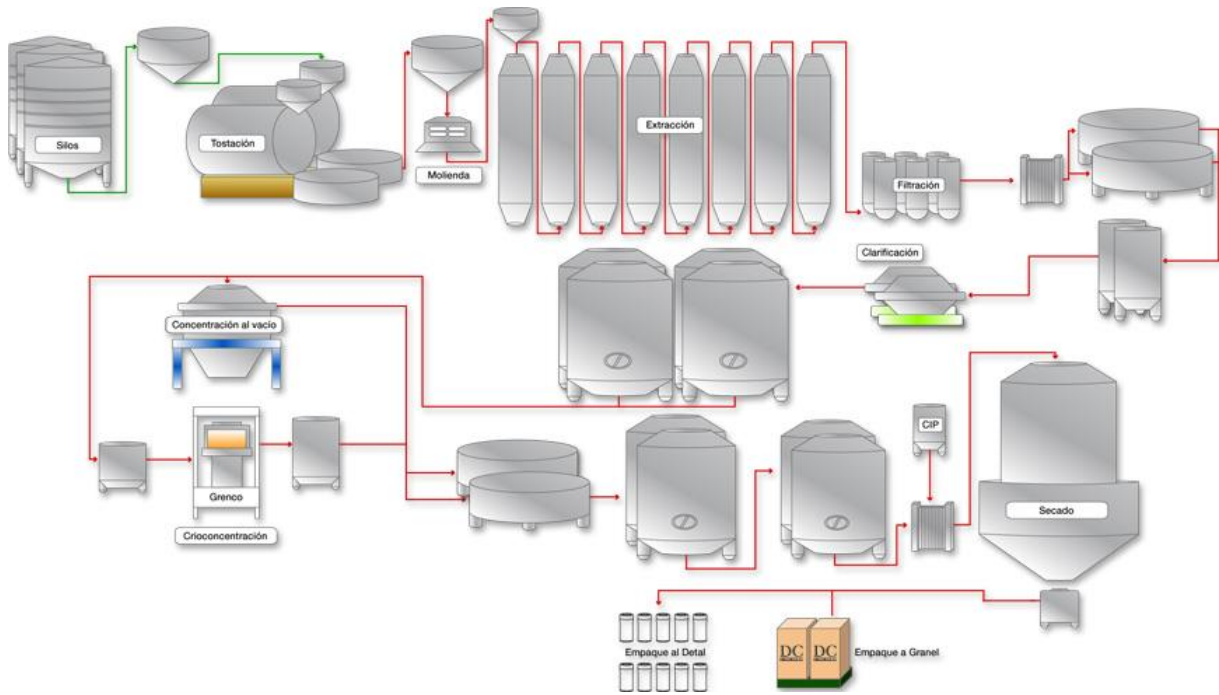 Silos
Tostación
Molienda
Extracción
Filtración
Clarificación
Concentración al vacío
Grenco
Crioconcentración
CIP
Secado
Empaque al Detal
DC
DC
Empaque a Granel